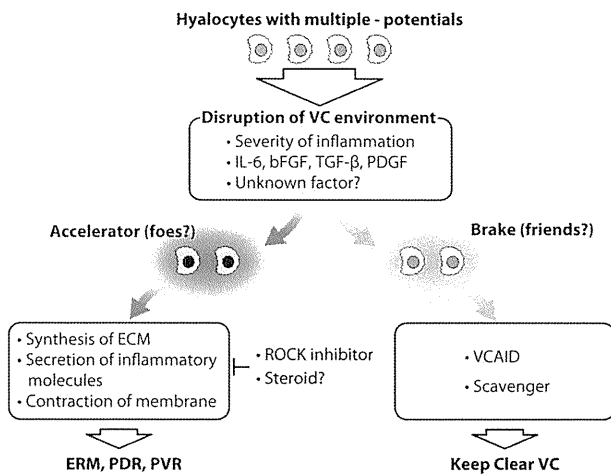 Hyalocytes with multiple - potentials
Disruption of VC environment
• Severity of inflammation
• IL-6, bFGF, TGF-β, PDGF
• Unknown factor?
Accelerator (foes?)
Brake (friends?)
• Synthesis of ECM
• Secretion of inflammatory
molecules
• Contraction of membrane
• ROCK inhibitor
• Steroid?
• VCAID
• Scavenger
ERM, PDR, PVR
Keep Clear VC